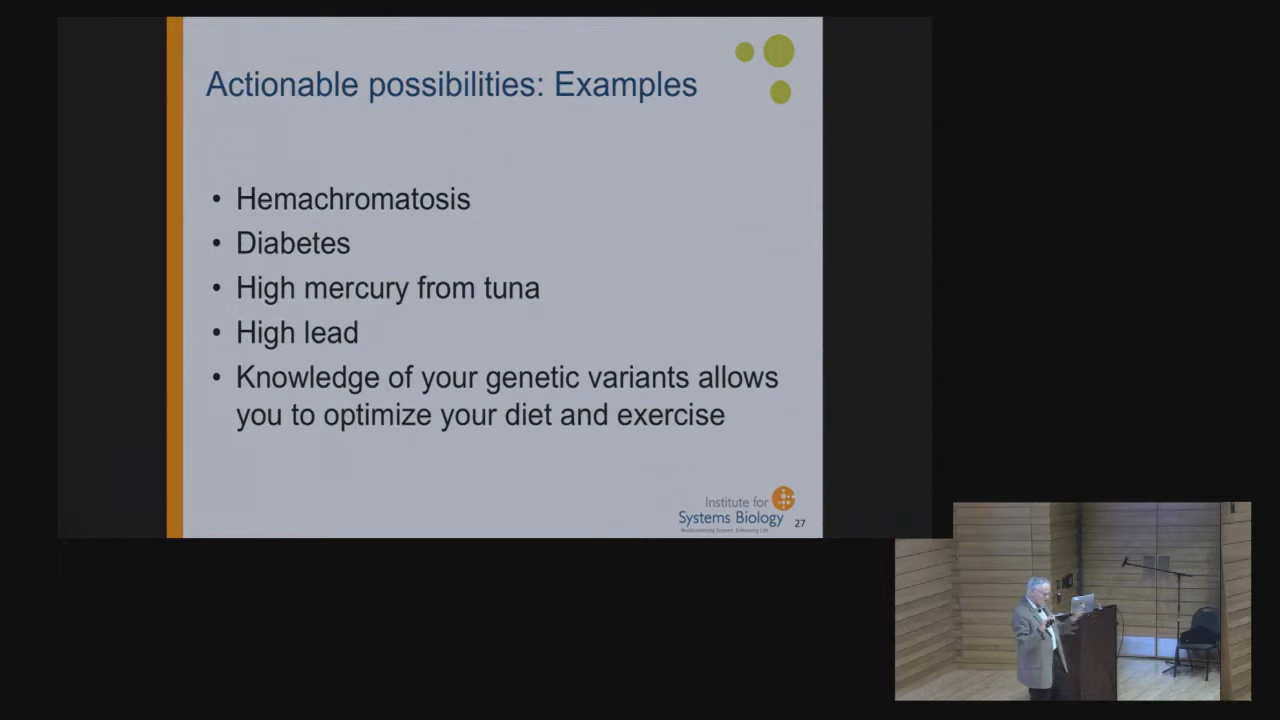 Actionable possibilities: Examples
• Hemachromatosis
• Diabetes
• High mercury from tuna
• High lead
• Knowledge of your genetic variants allows
you to optimize your diet and exercise
Institute for
Systems Biology
27